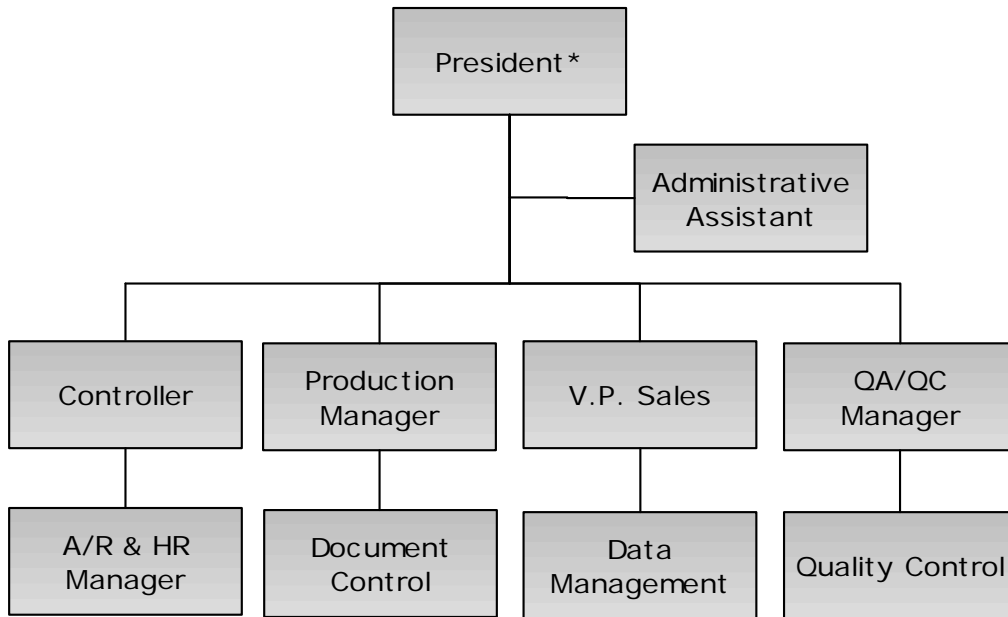 President*
Administrative
Assistant
Controller
Production
Manager
V.P. Sales
QA/QC
Manager
A/R & HR
Manager
Document
Control
Data
Management
Quality Control